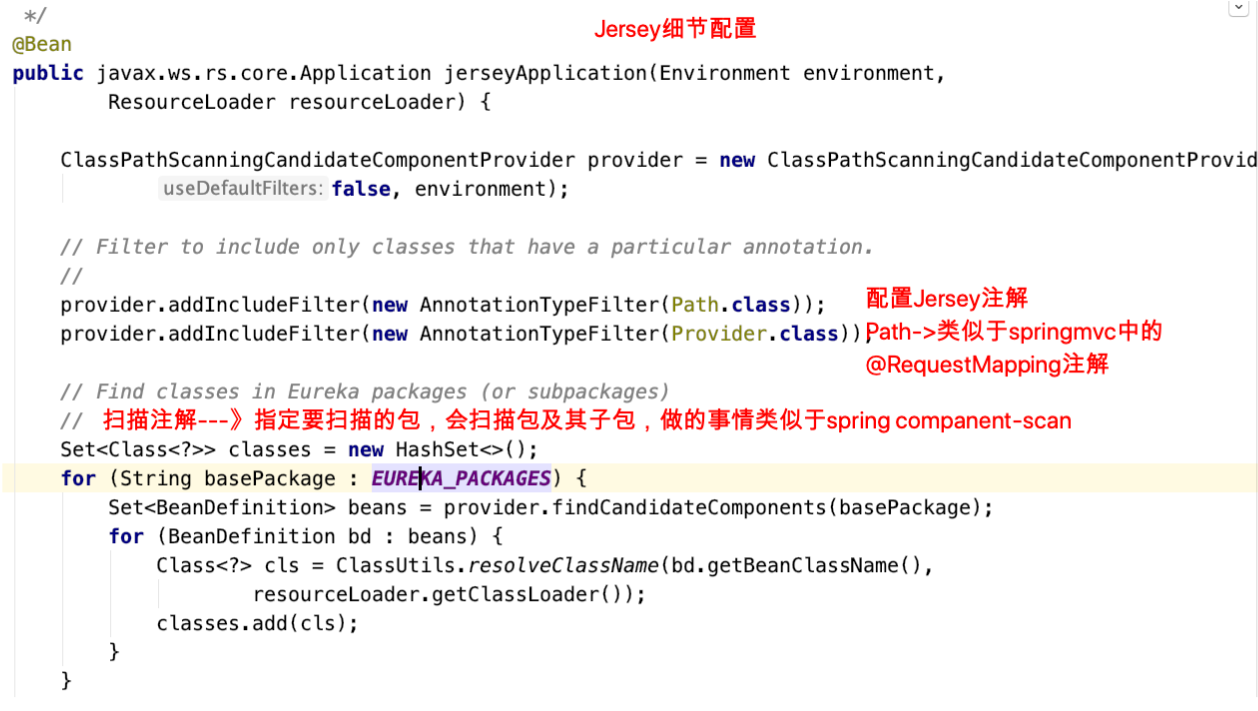 */
Jersey细节配置
@Bean
public javax.ws.rs.core.Application jerseyApplication(Environment environment,
ResourceLoader resourceLoader) {
ClassPathScanningCandidateComponentProvider provider = new ClassPathScanningCandidateComponentProvid
useDefaultFilters: false, environment);
// Filter to include only classes that have a particular annotation.
//
provider.addIncludeFilter(new AnnotationTypeFilter(Path.class));
配置Jersey注解
provider.addIncludeFilter(new AnnotationTypeFilter(Provider.class));
Path->类似于springmvc中的
@RequestMapping注解
// Find classes in Eureka packages (or subpackages)
// 扫描注解---》指定要扫描的包，会扫描包及其子包，做的事情类似于spring companent-scan
Set<Class<?>> classes = new HashSet<>();
for (String basePackage : EUREKA_PACKAGES) {
Set<BeanDefinition> beans = provider.findCandidateComponents(basePackage);
for (BeanDefinition bd : beans) {
Class<?> cls = ClassUtils.resolveClassName(bd.getBeanClassName(),
resourceLoader.getClassLoader());
classes.add(cls);
}
}